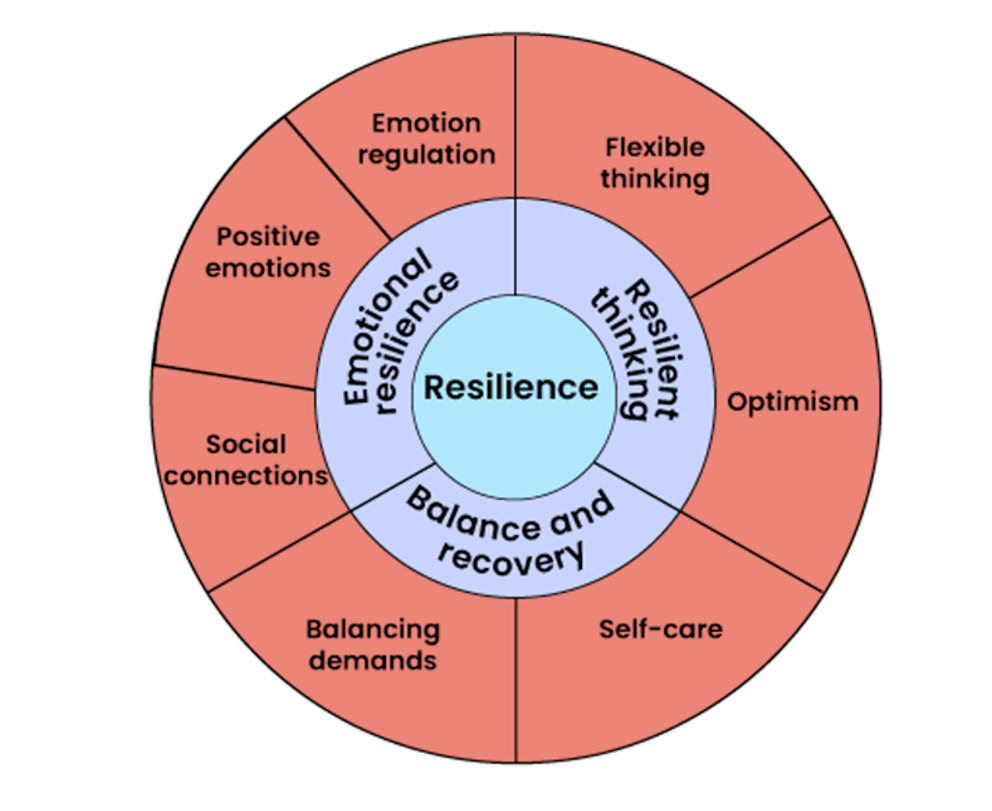 Emotion
regulation
Flexible
thinking
Positive
emotions
Emotional
resilience
Resilient
thinking
Resilience
Optimism
Social
connections
Balance and
recovery
Balancing
demands
Self-care